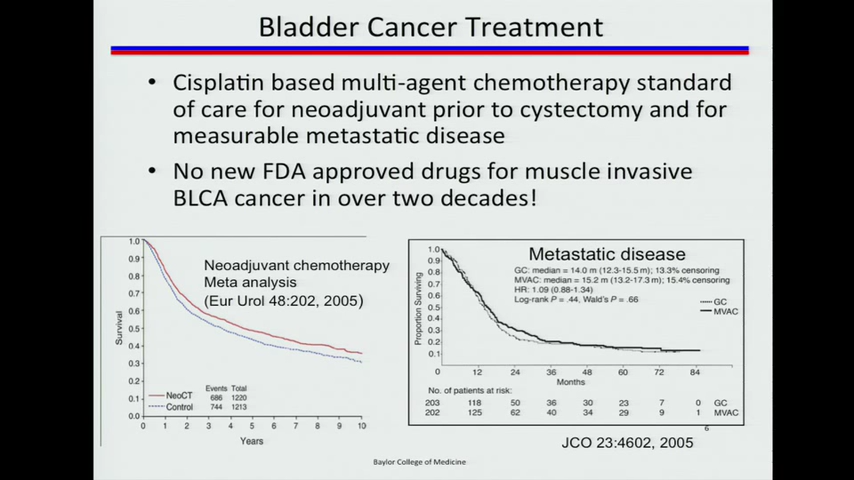 Bladder Cancer Treatment
• Cisplatin based multi-agent chemotherapy standard
of care for neoadjuvant prior to cystectomy and for
measurable metastatic disease
• No new FDA approved drugs for muscle invasive
BLCA cancer in over two decades!
Neoadjuvant chemotherapy
Meta analysis
(Eur Urol 48:202, 2005)
Survival
1.0
0.9
0.8
0.7
0.6
0.5
0.4
0.3
0.2
0.1
0.0
Events Total
NeoCT 686 1220
Control 744 1213
0 1 2 3 4 5 6 7 8 9 10
Years
Metastatic disease
GC: median = 14.0 m (12.3-15.5 m); 13.3% censoring
MVAC: median = 15.2 m (13.2-17.3 m); 15.4% censoring
HR: 1.09 (0.88-1.34)
Log-rank P = .44, Wald's P = .66
GC
MVAC
Proportion Surviving
1.0
0.9
0.8
0.7
0.6
0.5
0.4
0.3
0.2
0.1
0 12 24 36 48 60 72 84
Months
No. of patients at risk:
203 118 50 36 30 23 7 0 GC
202 125 62 40 34 29 9 1 MVAC
6
JCO 23:4602, 2005
Baylor College of Medicine